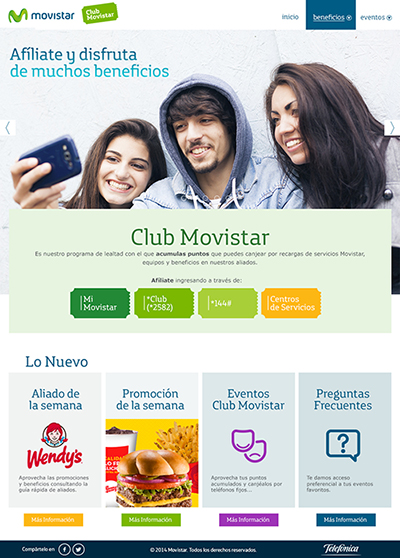 movistar
Club
Movistar
inicio
beneficios
eventos
Afíliate y disfruta
de muchos beneficios
Club Movistar
Es nuestro programa de lealtad con el que acumulas puntos que puedes canjear por recargas de servicios Movistar,
equipos y beneficios en nuestros aliados.
Afíliate ingresando a través de:
Mi
Movistar
*Club
(*2582)
*144#
Centros
de Servicios
Lo Nuevo
Aliado de
la semana
Wendy's
Aprovecha las promociones
y beneficios consultando la
guía rápida de aliados.
Más Información
Promoción
de la semana
Más Información
Eventos
Club Movistar
Aprovecha tus puntos
acumulados y canjéalos por
teléfonos fijos...
Más Información
Preguntas
Frecuentes
?
Te damos acceso
preferencial a tus eventos
favoritos.
Más Información
Compártelo en
© 2014 Movistar. Todos los derechos reservados.
Telefónica